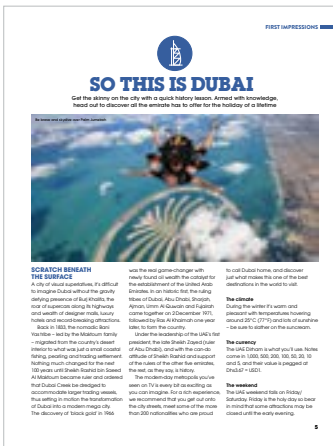 FIRST IMPRESSIONS
SO THIS IS DUBAI
Get the skinny on the city with a quick history lesson. Armed with knowledge,
head out to discover all the emirate has to offer for the holiday of a lifetime
SCRATCH BENEATH
THE SURFACE
A city of visual superlatives, it's difficult
to imagine Dubai without the gravity
defying presence of Burj Khalifa, the
roar of supercars along its highways
and wealth of designer malls, luxury
hotels and record-breaking attractions.
Back in 1833, the nomadic Bani
Yas tribe – led by the Maktoum family
– migrated from the country's desert
interior to what was just a small coastal
fishing, pearling and trading settlement.
Nothing much changed for the next
100 years until Sheikh Rashid bin Saeed
Al Maktoum became ruler and ordered
that Dubai Creek be dredged to
accommodate larger trading vessels,
thus setting in motion the transformation
of Dubai into a modern mega city.
The discovery of 'black gold' in 1966
was the real game-changer with
newly found oil wealth the catalyst for
the establishment of the United Arab
Emirates. In an historic first, the ruling
tribes of Dubai, Abu Dhabi, Sharjah,
Ajman, Umm Al Quwain and Fujairah
came together on December 1971,
followed by Ras Al Khaimah one year
later, to form the country.
Under the leadership of the UAE's first
president, the late Sheikh Zayed (ruler
of Abu Dhabi), and with the can-do
attitude of Sheikh Rashid and support
of the rulers of the other five emirates,
the rest, as they say, is history.
The modern-day metropolis you've
seen on TV is every bit as exciting as
you can imagine. For a rich experience,
we recommend that you get out onto
the city streets, meet some of the more
than 200 nationalities who are proud
to call Dubai home, and discover
just what makes this one of the best
destinations in the world to visit.
The climate
During the winter it's warm and
pleasant with temperatures hovering
around 25°C (77°F) and lots of sunshine
– be sure to slather on the suncream.
The currency
The UAE Dirham is what you'll use. Notes
come in 1,000, 500, 200, 100, 50, 20, 10
and 5, and their value is pegged at
Dhs3.67 = USD1.
The weekend
The UAE weekend falls on Friday/
Saturday. Friday is the holy day so bear
in mind that some attractions may be
closed until the early evening.
5